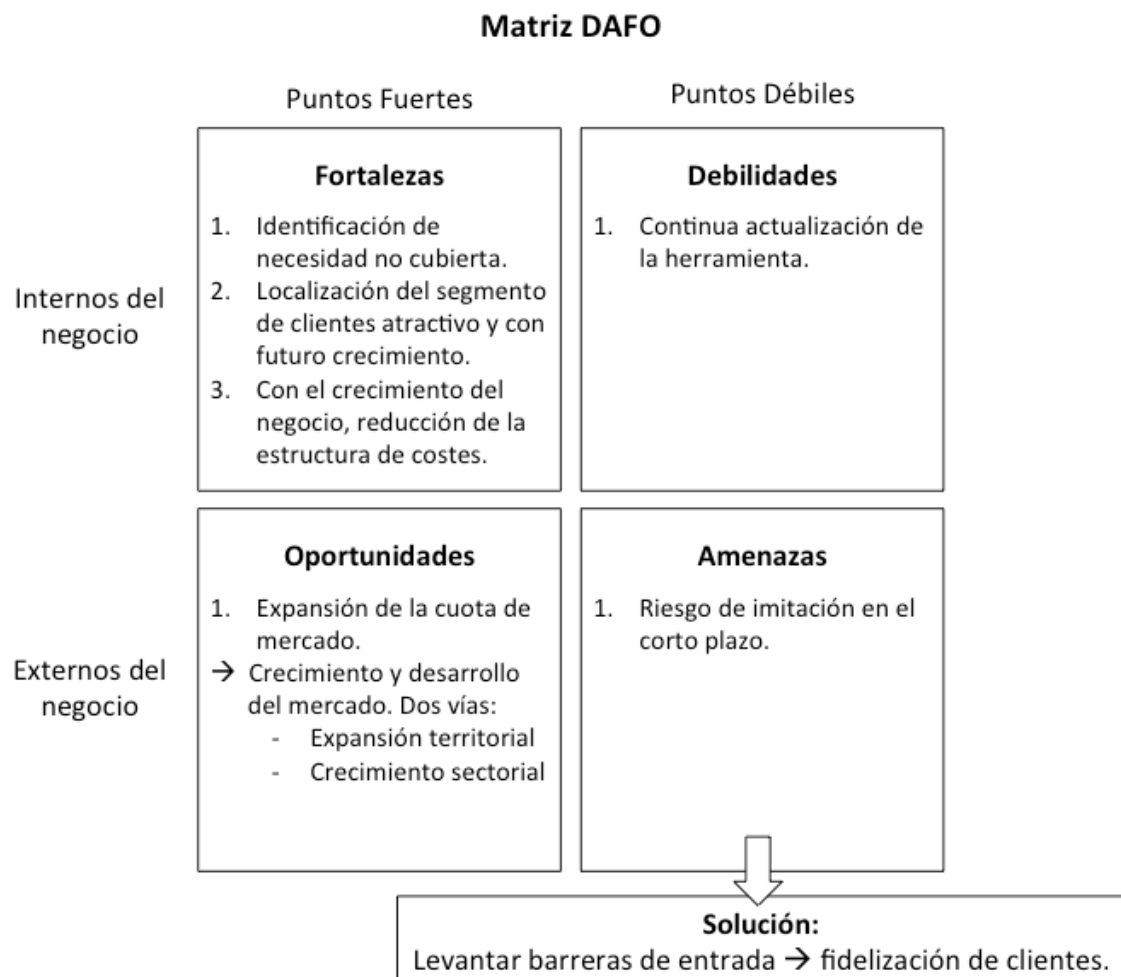 Matriz DAFO
Puntos Fuertes
Puntos Débiles
Internos del
negocio
Fortalezas
1. Identificación de
necesidad no cubierta.
2. Localización del segmento
de clientes atractivo y con
futuro crecimiento.
3. Con el crecimiento del
negocio, reducción de la
estructura de costes.
Debilidades
1. Continua actualización de
la herramienta.
Externos del
negocio
Oportunidades
1. Expansión de la cuota de
mercado.
→ Crecimiento y desarrollo
del mercado. Dos vías:
- Expansión territorial
- Crecimiento sectorial
Amenazas
1. Riesgo de imitación en el
corto plazo.
Solución:
Levantar barreras de entrada → fidelización de clientes.